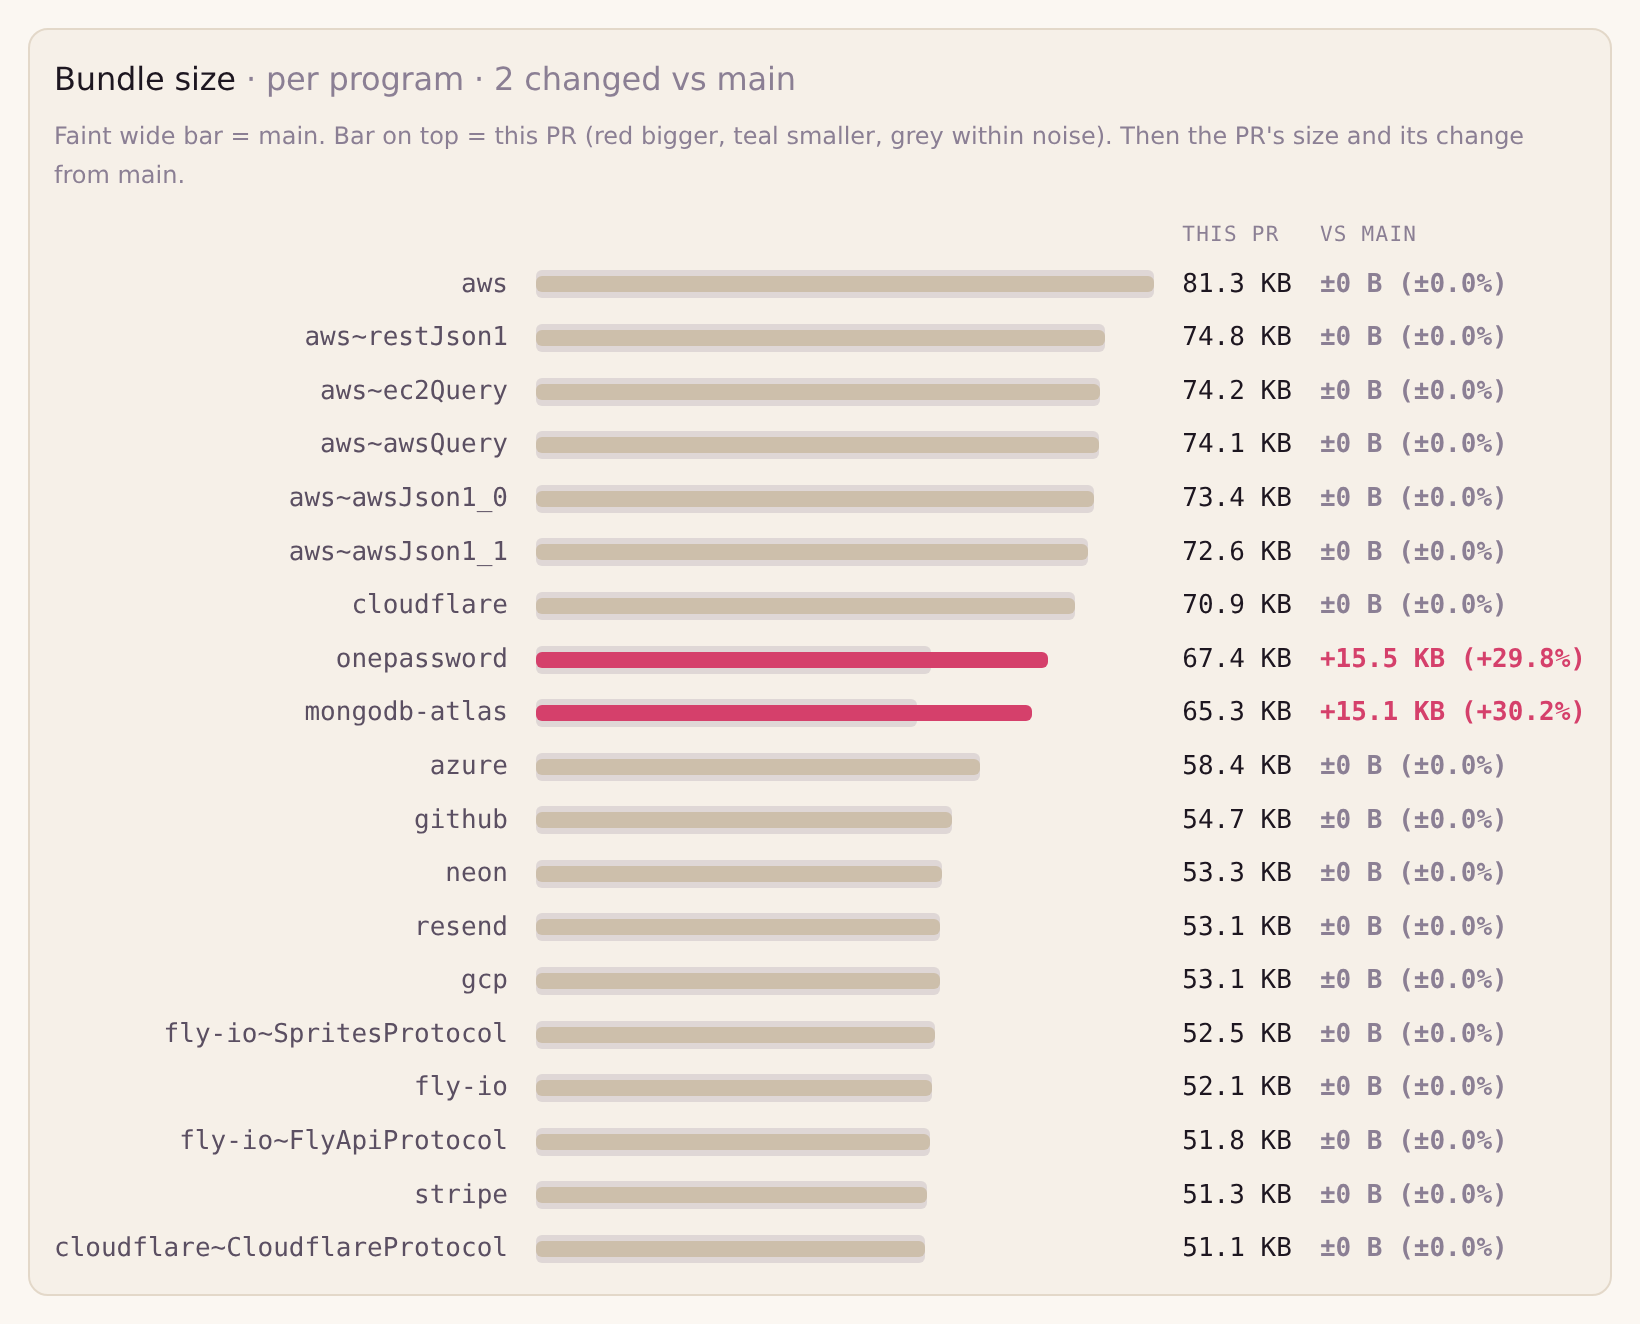 Bundle size · per program · 2 changed vs main
Faint wide bar = main. Bar on top = this PR (red bigger, teal smaller, grey within noise). Then the PR's size and its change
from main.
THIS PR VS MAIN
aws 81.3 KB ±0 B (±0.0%)
aws~restJson1 74.8 KB ±0 B (±0.0%)
aws~ec2Query 74.2 KB ±0 B (±0.0%)
aws~awsQuery 74.1 KB ±0 B (±0.0%)
aws~awsJson1_0 73.4 KB ±0 B (±0.0%)
aws~awsJson1_1 72.6 KB ±0 B (±0.0%)
cloudflare 70.9 KB ±0 B (±0.0%)
onepassword 67.4 KB +15.5 KB (+29.8%)
mongodb-atlas 65.3 KB +15.1 KB (+30.2%)
azure 58.4 KB ±0 B (±0.0%)
github 54.7 KB ±0 B (±0.0%)
neon 53.3 KB ±0 B (±0.0%)
resend 53.1 KB ±0 B (±0.0%)
gcp 53.1 KB ±0 B (±0.0%)
fly-io~SpritesProtocol 52.5 KB ±0 B (±0.0%)
fly-io 52.1 KB ±0 B (±0.0%)
fly-io~FlyApiProtocol 51.8 KB ±0 B (±0.0%)
stripe 51.3 KB ±0 B (±0.0%)
cloudflare~CloudflareProtocol 51.1 KB ±0 B (±0.0%)